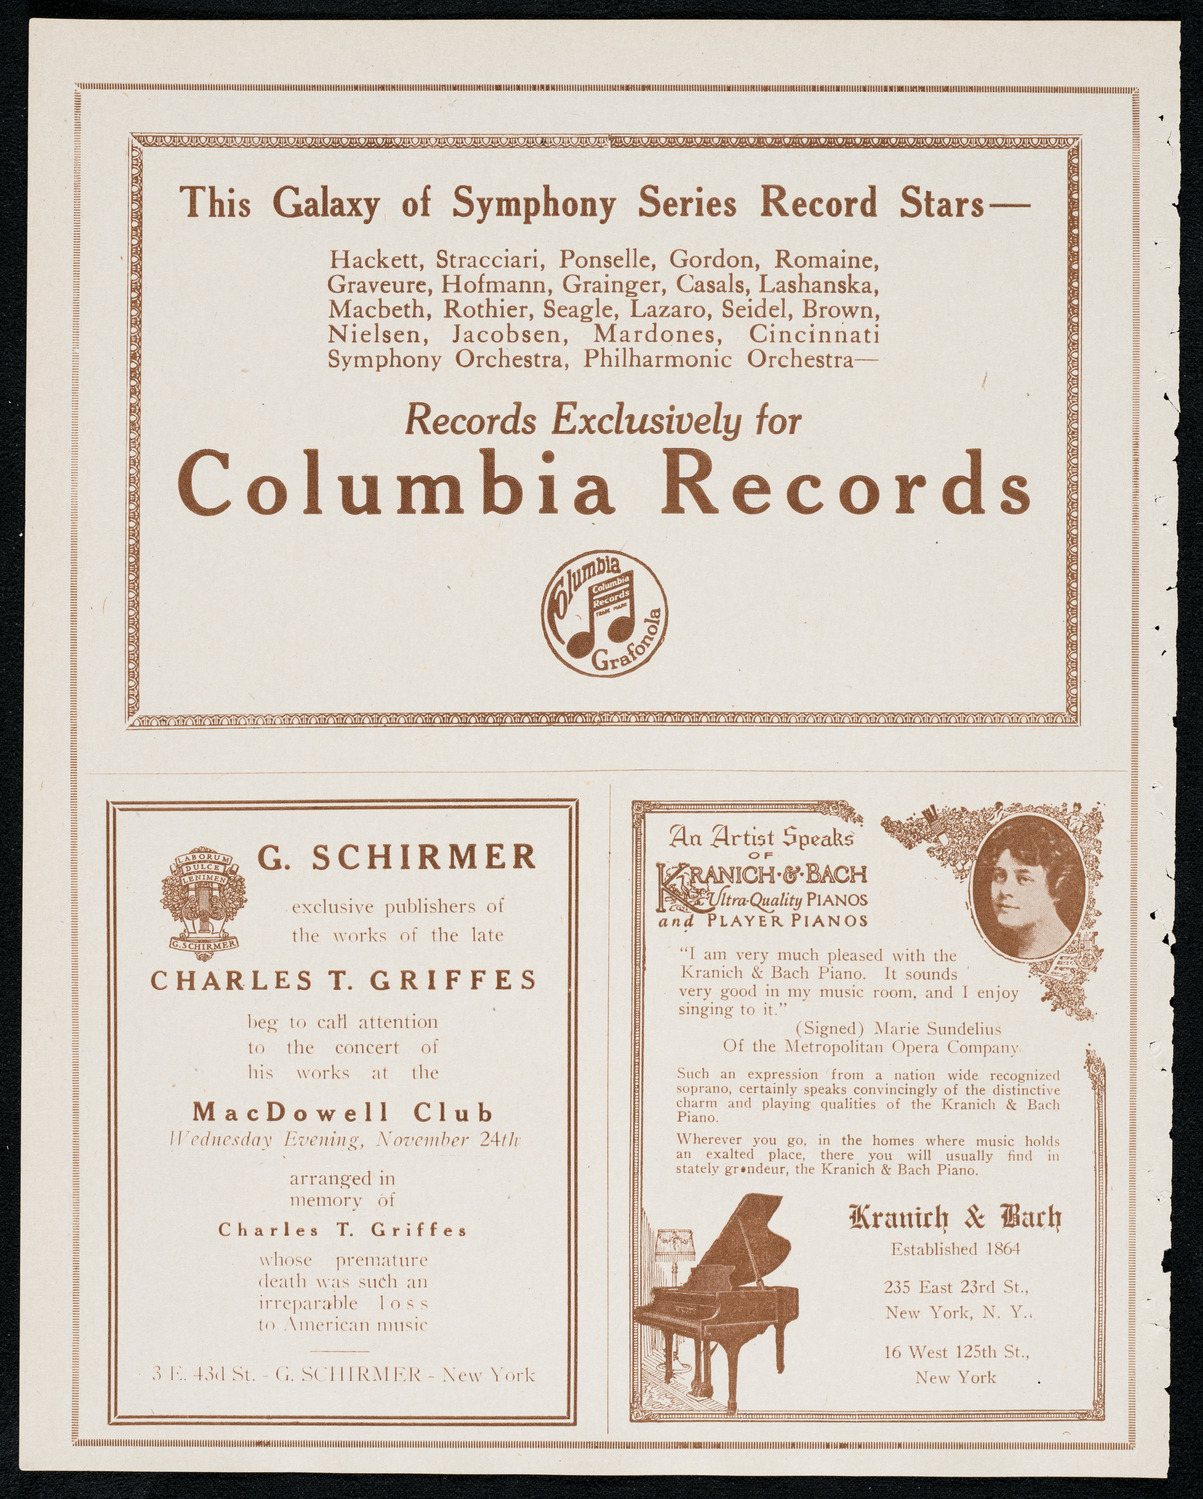 This Galaxy of Symphony Series Record Stars—
Hackett, Stracciari, Ponselle, Gordon, Romaine,
Graveure, Hofmann, Grainger, Casals, Lashanska,
Macbeth, Rothier, Seagle, Lazaro, Seidel, Brown,
Nielsen, Jacobsen, Mardones, Cincinnati
Symphony Orchestra, Philharmonic Orchestra—
Records Exclusively for
Columbia Records
Columbia
Columbia
Records
TRADE MARK
Grafonola
LABORUM
DULCE
LENIMEN
G. SCHIRMER
G. SCHIRMER
exclusive publishers of
the works of the late
CHARLES T. GRIFFES
beg to call attention
to the concert of
his works at the
MacDowell Club
Wednesday Evening, November 24th
arranged in
memory of
Charles T. Griffes
whose premature
death was such an
irreparable loss
to American music
3 E. 43d St. - G. SCHIRMER - New York
An Artist Speaks
OF
KRANICH·&·BACH
Ultra-Quality PIANOS
and PLAYER PIANOS
“I am very much pleased with the
Kranich & Bach Piano. It sounds
very good in my music room, and I enjoy
singing to it.”
(Signed) Marie Sundelius
Of the Metropolitan Opera Company.
Such an expression from a nation wide recognized
soprano, certainly speaks convincingly of the distinctive
charm and playing qualities of the Kranich & Bach
Piano.
Wherever you go, in the homes where music holds
an exalted place, there you will usually find in
stately grandeur, the Kranich & Bach Piano.
Kranich & Bach
Established 1864
235 East 23rd St.,
New York, N. Y..
16 West 125th St.,
New York